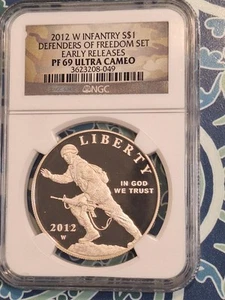 2012 W INFANTRY S$1
DEFENDERS OF FREEDOM SET
EARLY RELEASES
PF 69 ULTRA CAMEO
3623208-049
NGC
LIBERTY
IN GOD
WE TRUST
2012
W